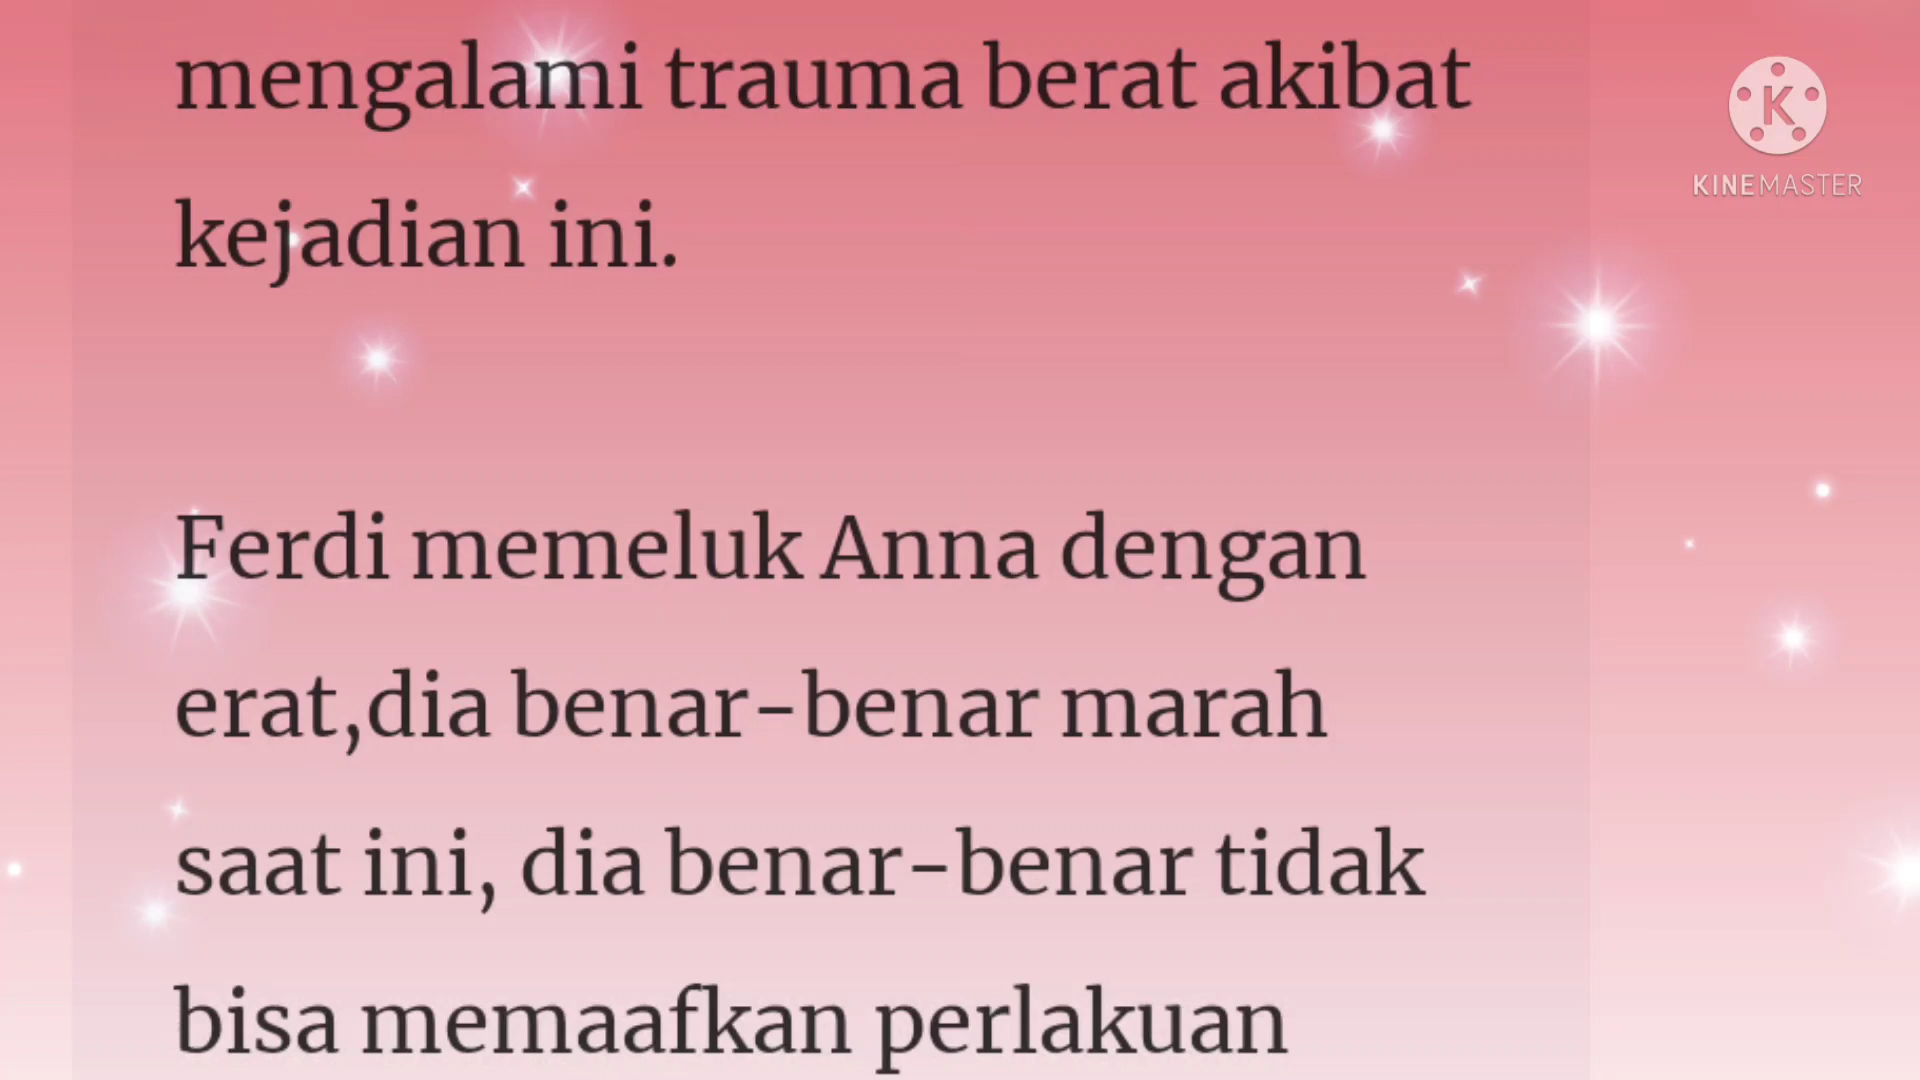 mengalami trauma berat akibat
kejadian ini.
Ferdi memeluk Anna dengan
erat,dia benar-benar marah
saat ini, dia benar-benar tidak
bisa memaafkan perlakuan
K
KINEMASTER